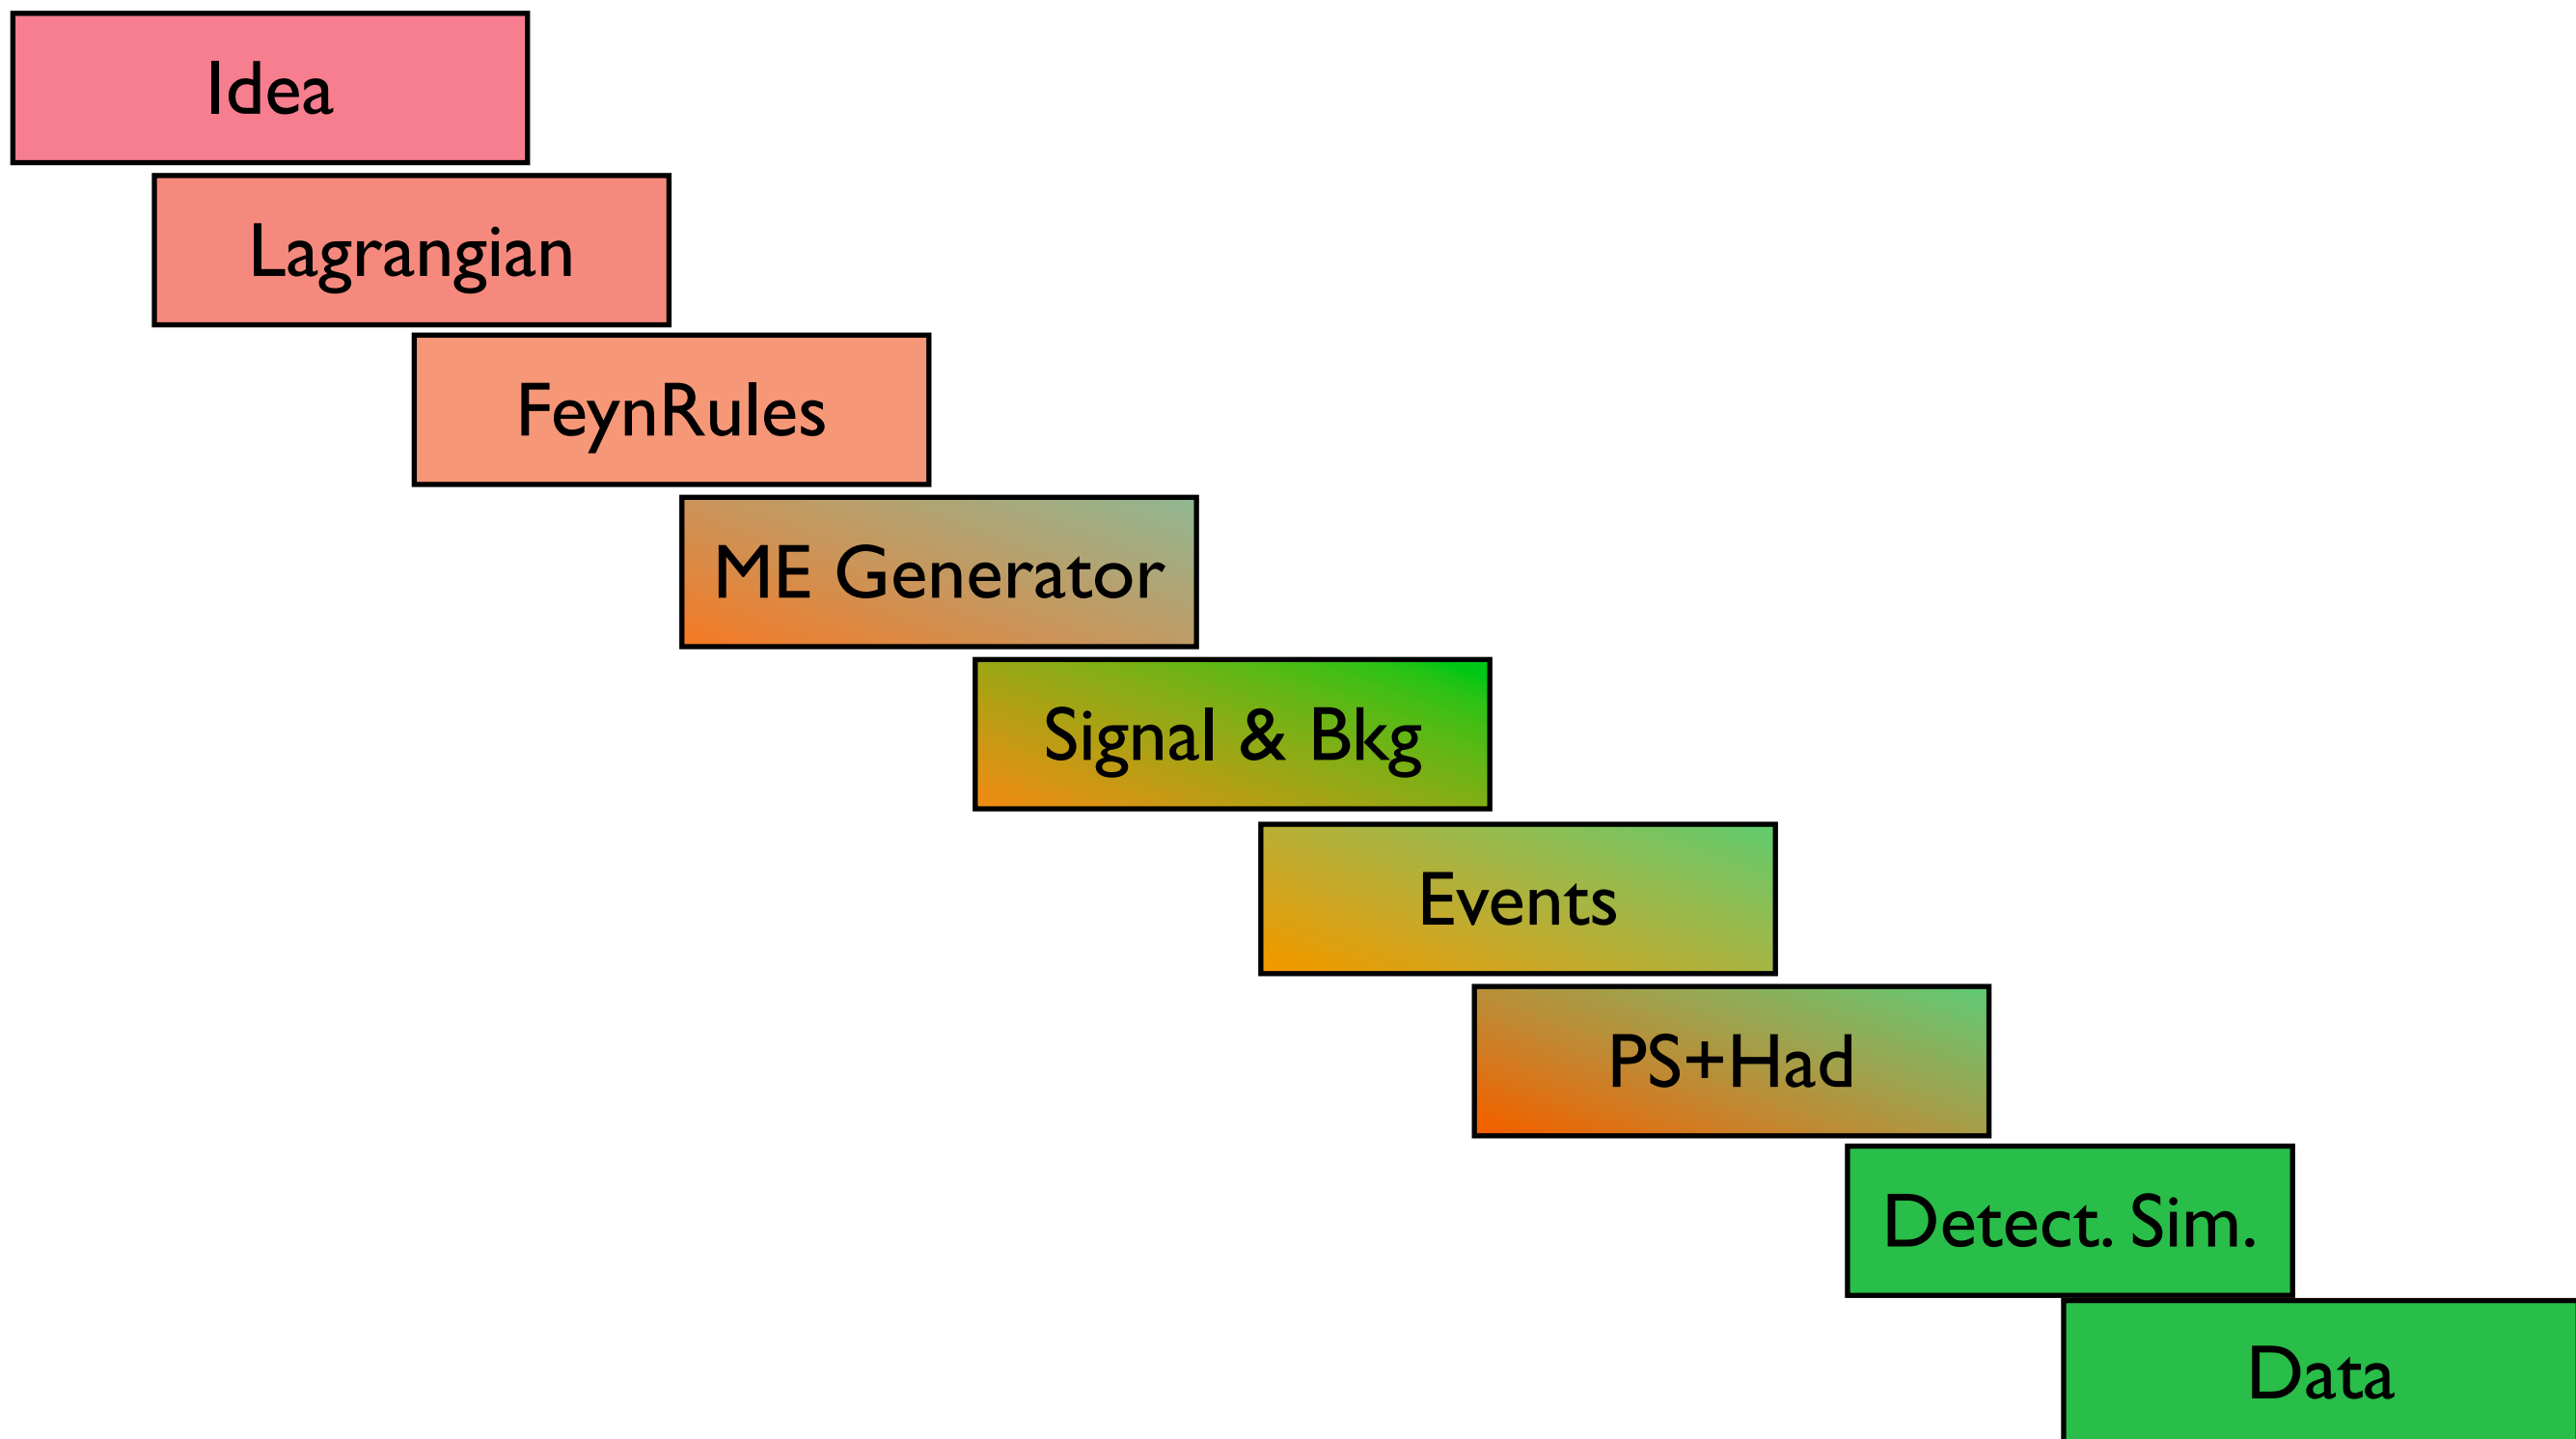 Idea
Lagrangian
FeynRules
ME Generator
Signal & Bkg
Events
PS+Had
Detect. Sim.
Data